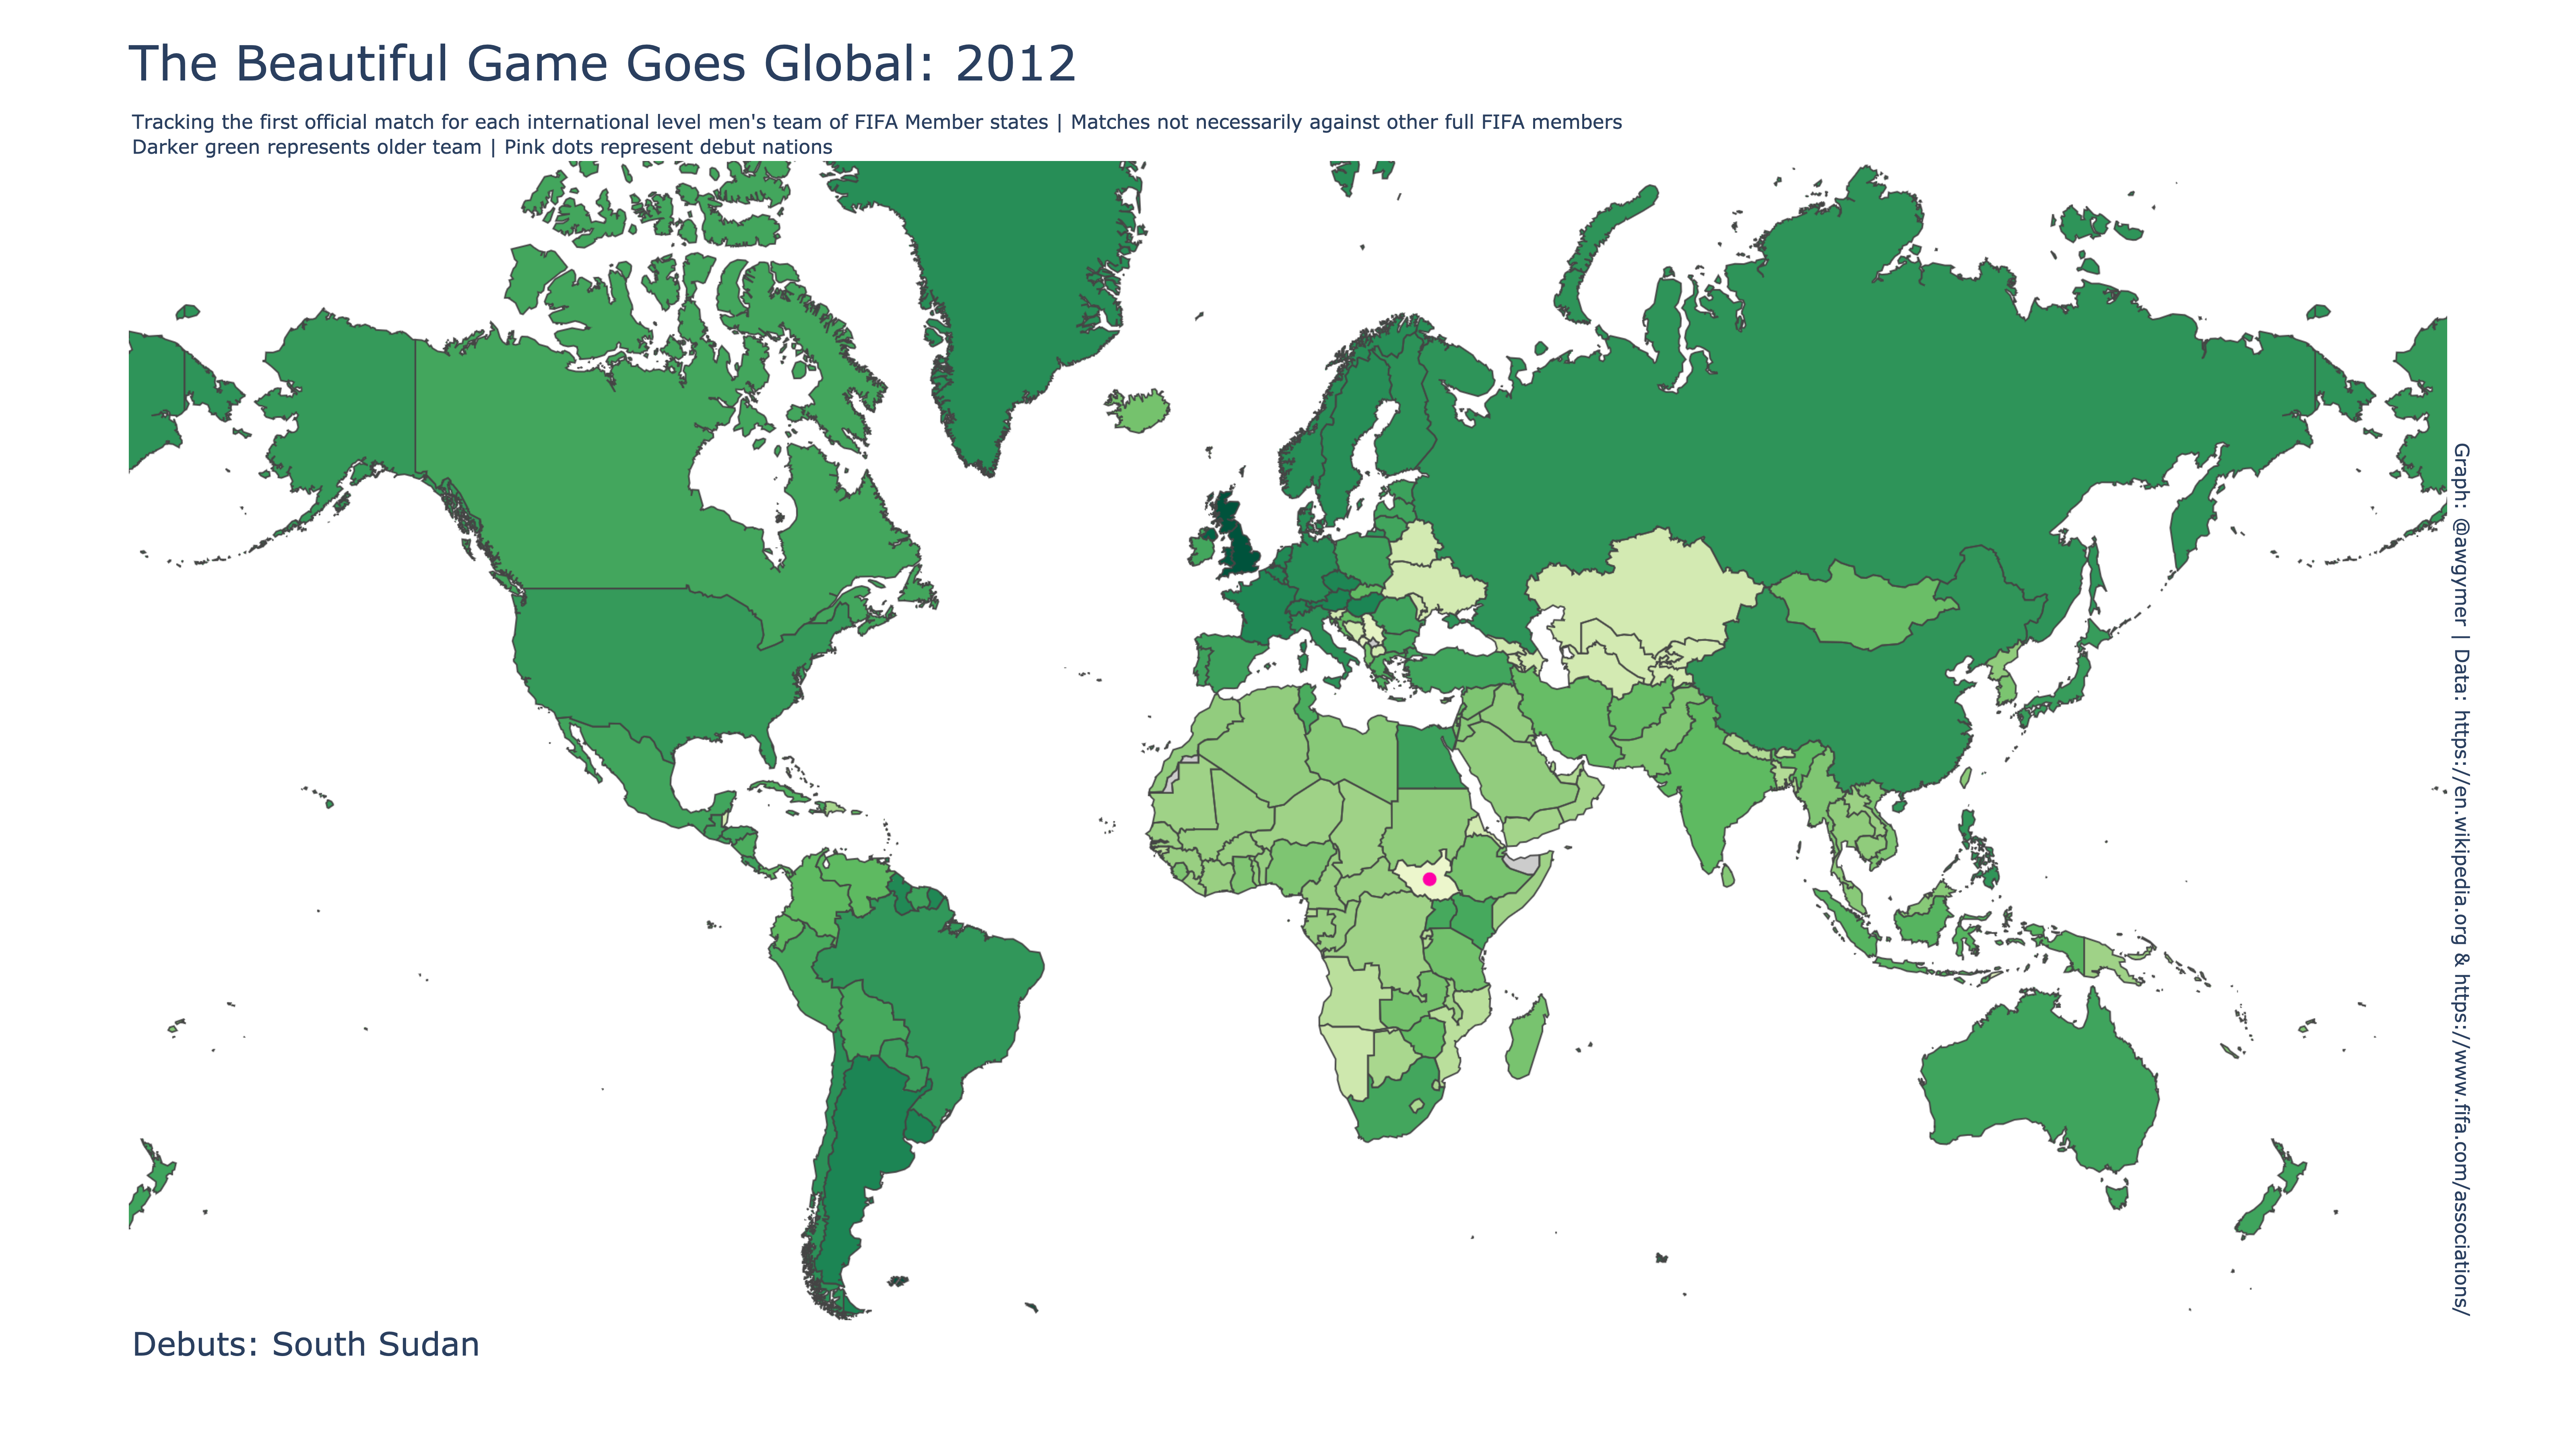 The Beautiful Game Goes Global: 2012
Tracking the first official match for each international level men's team of FIFA Member states | Matches not necessarily against other full FIFA members
Darker green represents older team | Pink dots represent debut nations
Graph: @awgymer | Data: https://en.wikipedia.org & https://www.fifa.com/associations/
Debuts: South Sudan